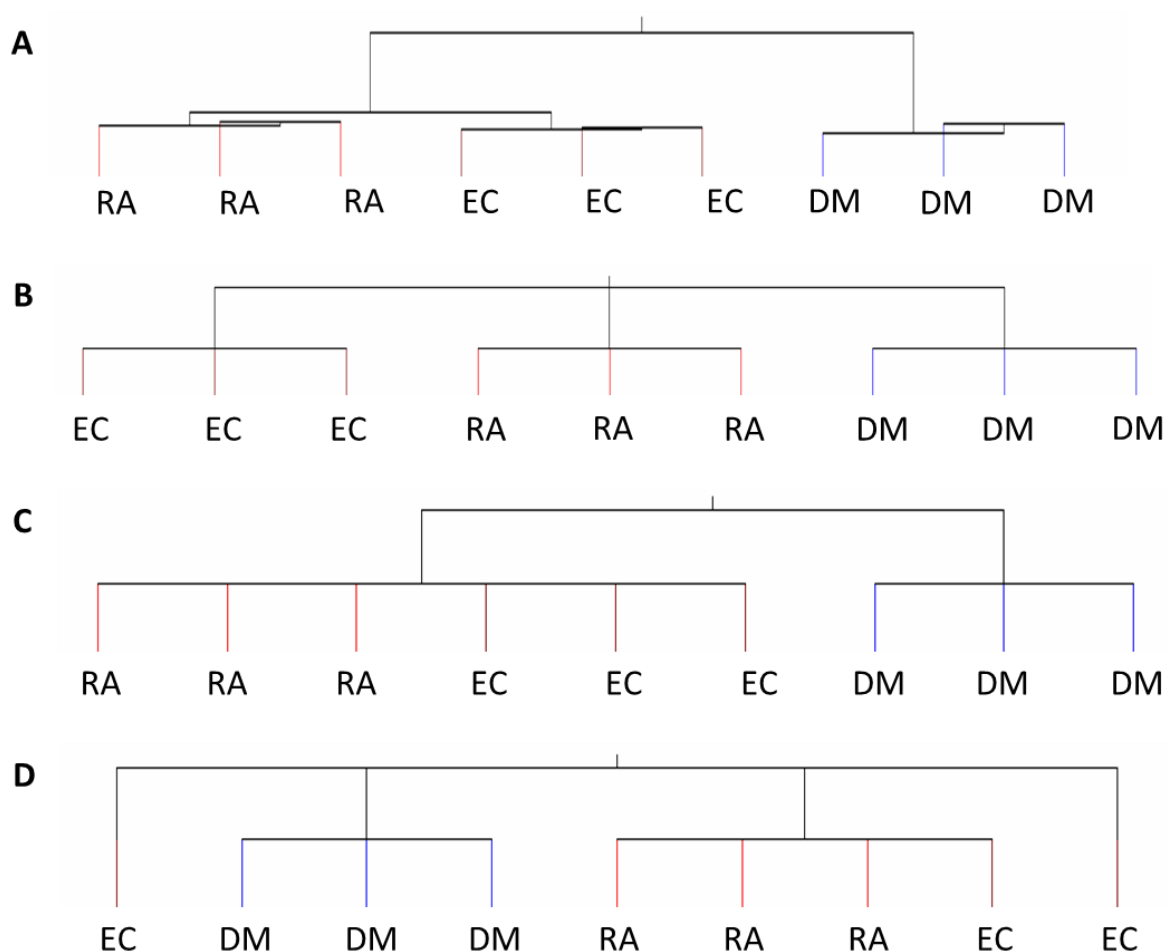 A
RA RA RA EC EC EC DM DM DM
B
EC EC EC RA RA RA DM DM DM
C
RA RA RA EC EC EC DM DM DM
D
EC DM DM DM RA RA RA EC EC